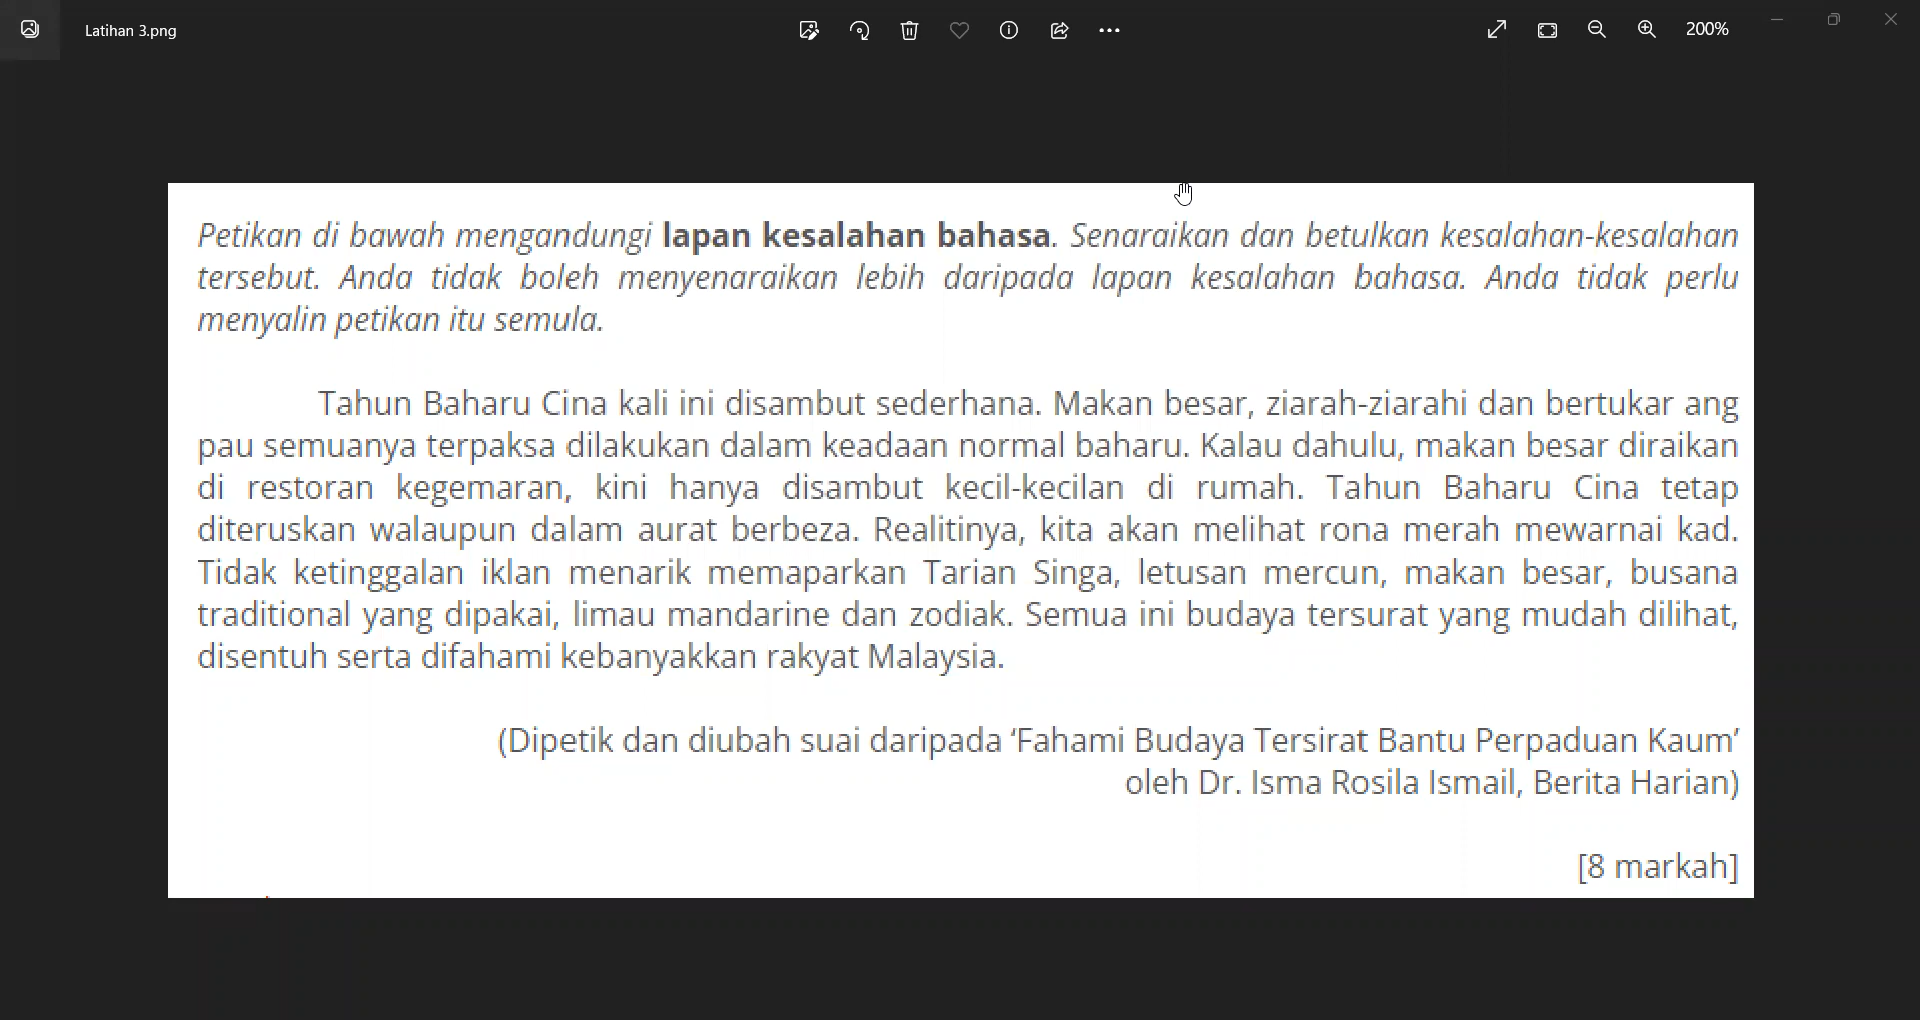 Latihan 3.png
200%
Petikan di bawah mengandungi lapan kesalahan bahasa. Senaraikan dan betulkan kesalahan-kesalahan
tersebut. Anda tidak boleh menyenaraikan lebih daripada lapan kesalahan bahasa. Anda tidak perlu
menyalin petikan itu semula.
Tahun Baharu Cina kali ini disambut sederhana. Makan besar, ziarah-ziarahi dan bertukar ang
pau semuanya terpaksa dilakukan dalam keadaan normal baharu. Kalau dahulu, makan besar diraikan
di restoran kegemaran, kini hanya disambut kecil-kecilan di rumah. Tahun Baharu Cina tetap
diteruskan walaupun dalam aurat berbeza. Realitinya, kita akan melihat rona merah mewarnai kad.
Tidak ketinggalan iklan menarik memaparkan Tarian Singa, letusan mercun, makan besar, busana
traditional yang dipakai, limau mandarine dan zodiak. Semua ini budaya tersurat yang mudah dilihat,
disentuh serta difahami kebanyakkan rakyat Malaysia.
(Dipetik dan diubah suai daripada ‘Fahami Budaya Tersirat Bantu Perpaduan Kaum’
oleh Dr. Isma Rosila Ismail, Berita Harian)
[8 markah]